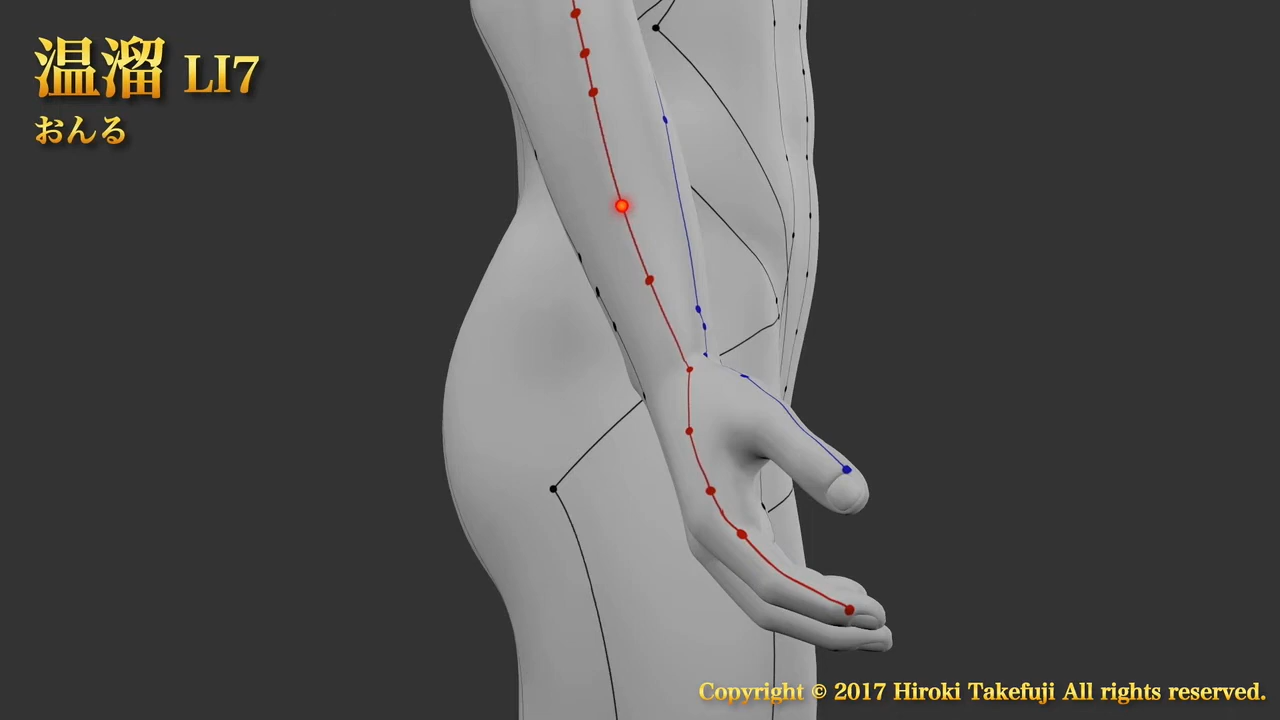 温溜 LI7
おんる
Copyright © 2017 Hiroki Takefuji All rights reserved.